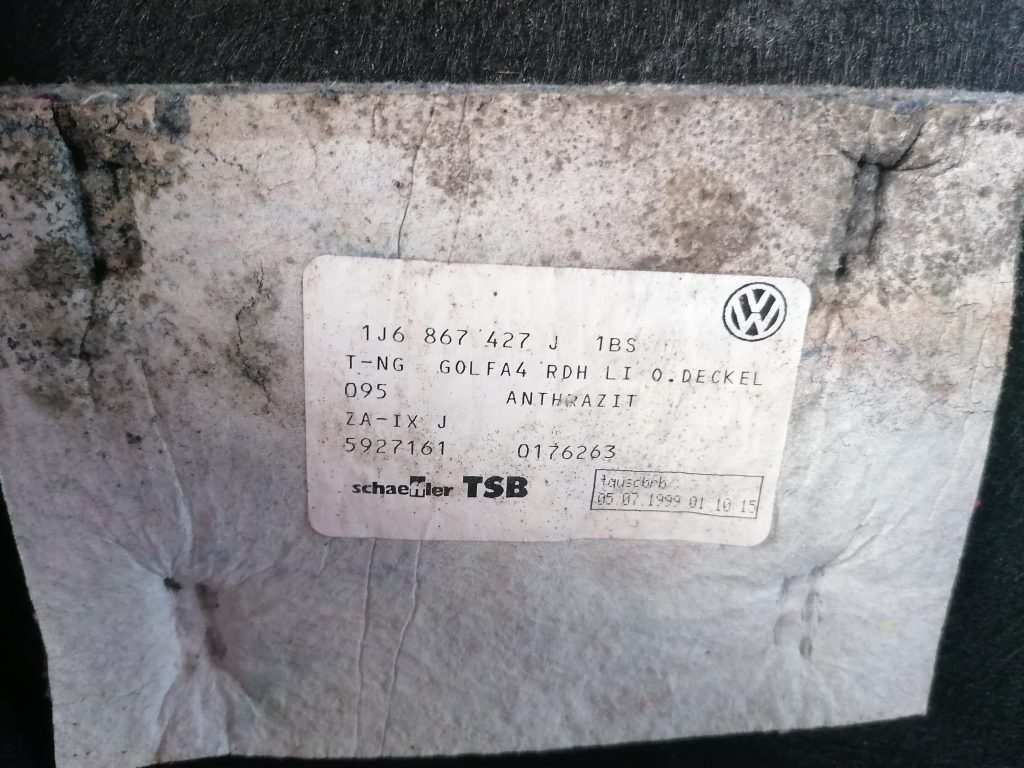 1J6 867 427 J 1BS
T-NG GOLFA4 RDH LI O.DECKEL
095 ANTHRAZIT
ZA-IX J
5927161 0176263
schaeffler TSB
05.07.1999 01 10 15